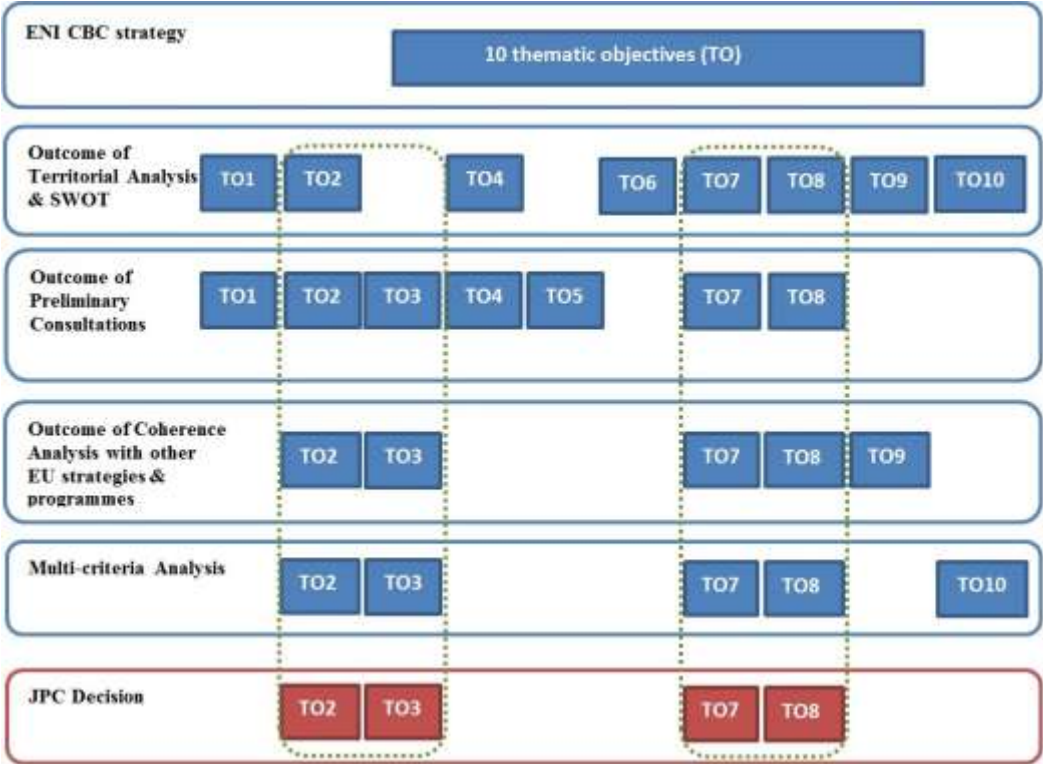 ENI CBC strategy
10 thematic objectives (TO)
Outcome of
Territorial Analysis
& SWOT
TO1 TO2 TO4 TO6 TO7 TO8 TO9 TO10
Outcome of
Preliminary
Consultations
TO1 TO2 TO3 TO4 TO5 TO7 TO8
Outcome of Coherence
Analysis with other
EU strategies &
programmes
TO2 TO3 TO7 TO8 TO9
Multi-criteria Analysis
TO2 TO3 TO7 TO8 TO10
JPC Decision
TO2 TO3 TO7 TO8